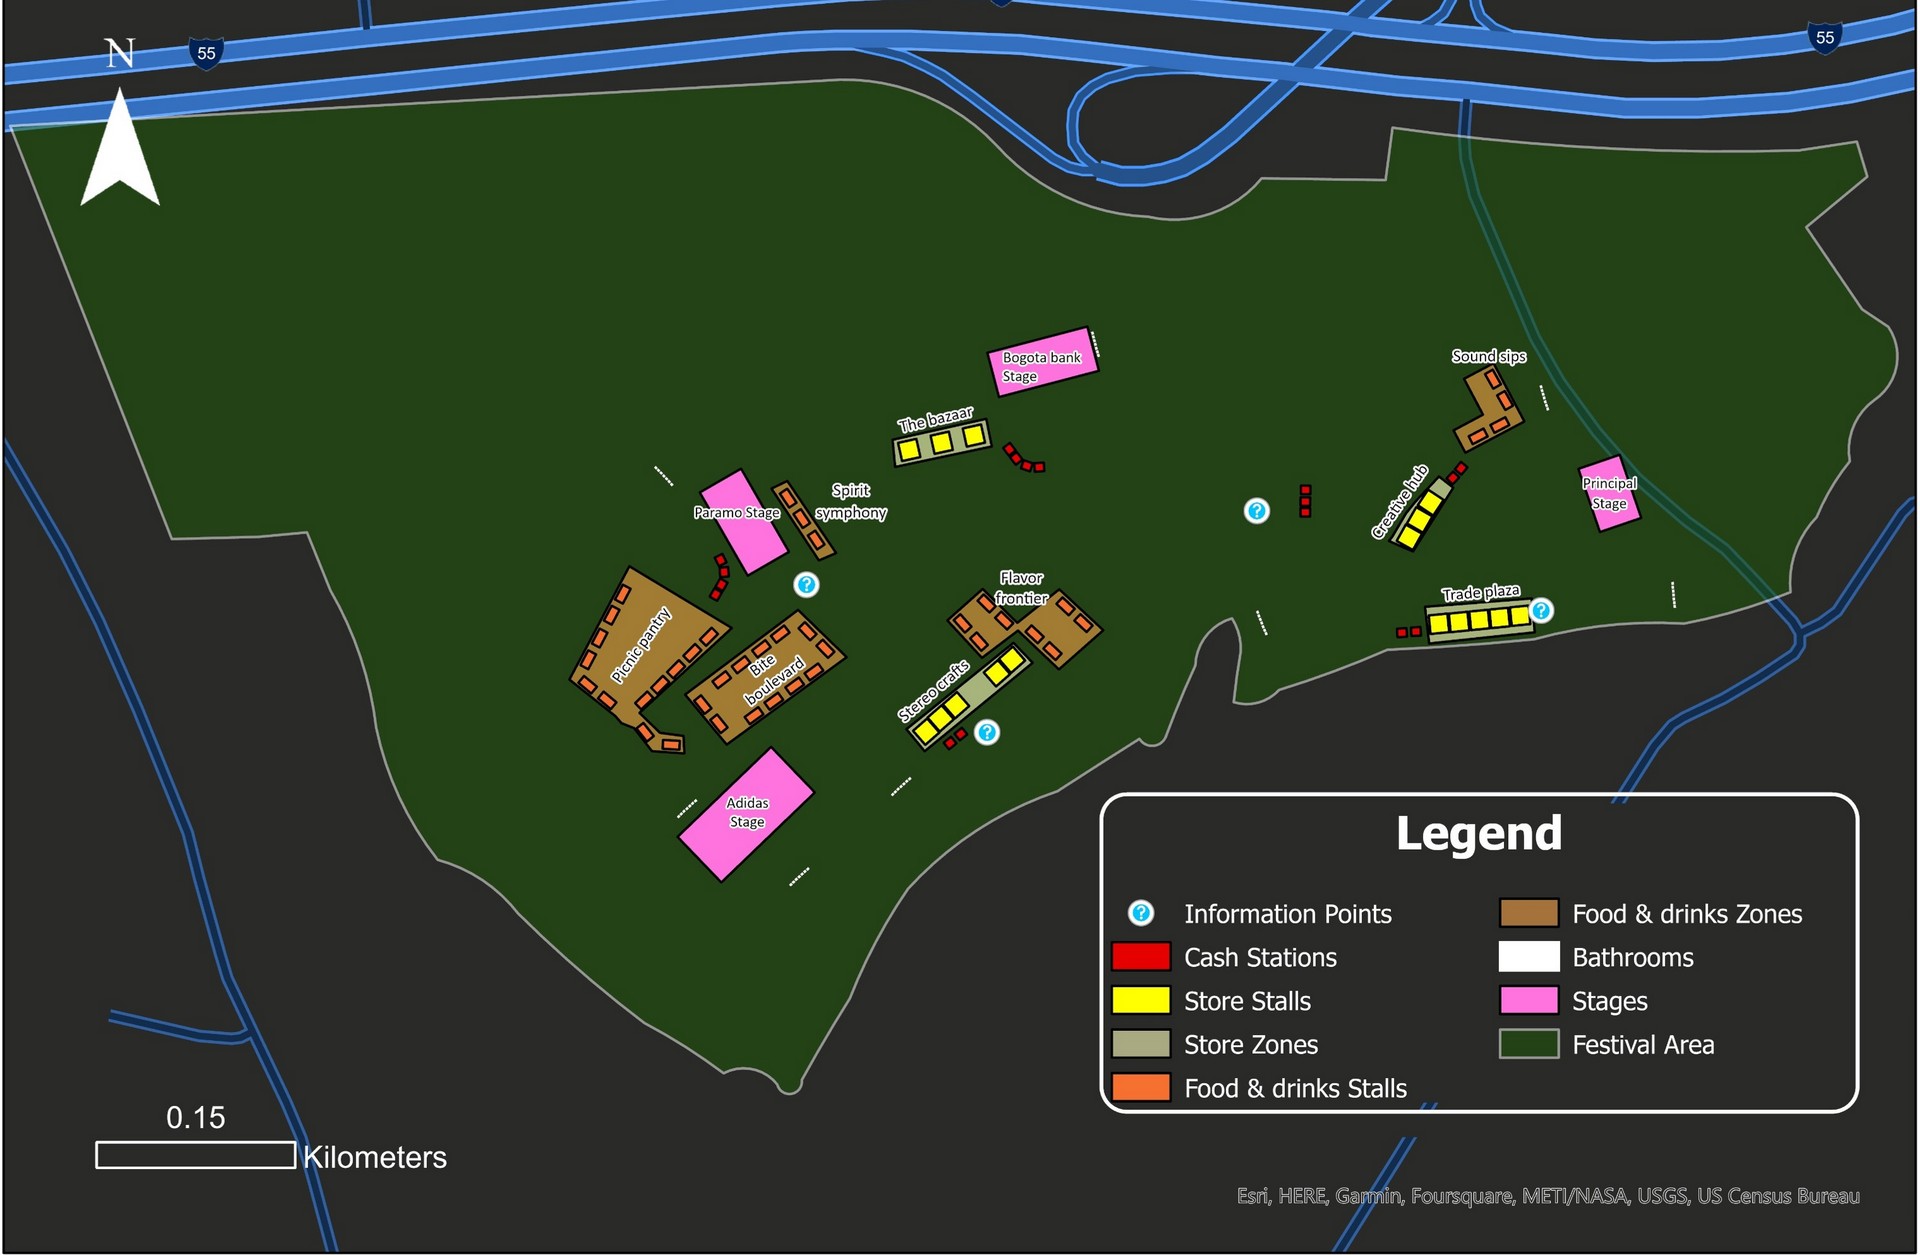 N
55
55
Bogota bank
Stage
Sound sips
The bazaar
Creative hub
Principal
Stage
Spirit
symphony
Paramo Stage
Flavor
frontier
Trade plaza
Picnic pantry
Bite
boulevard
Stereo crafts
Adidas
Stage
Legend
? Information Points
Cash Stations
Store Stalls
Store Zones
Food & drinks Stalls
Food & drinks Zones
Bathrooms
Stages
Festival Area
0.15
Kilometers
Esri, HERE, Garmin, Foursquare, METI/NASA, USGS, US Census Bureau